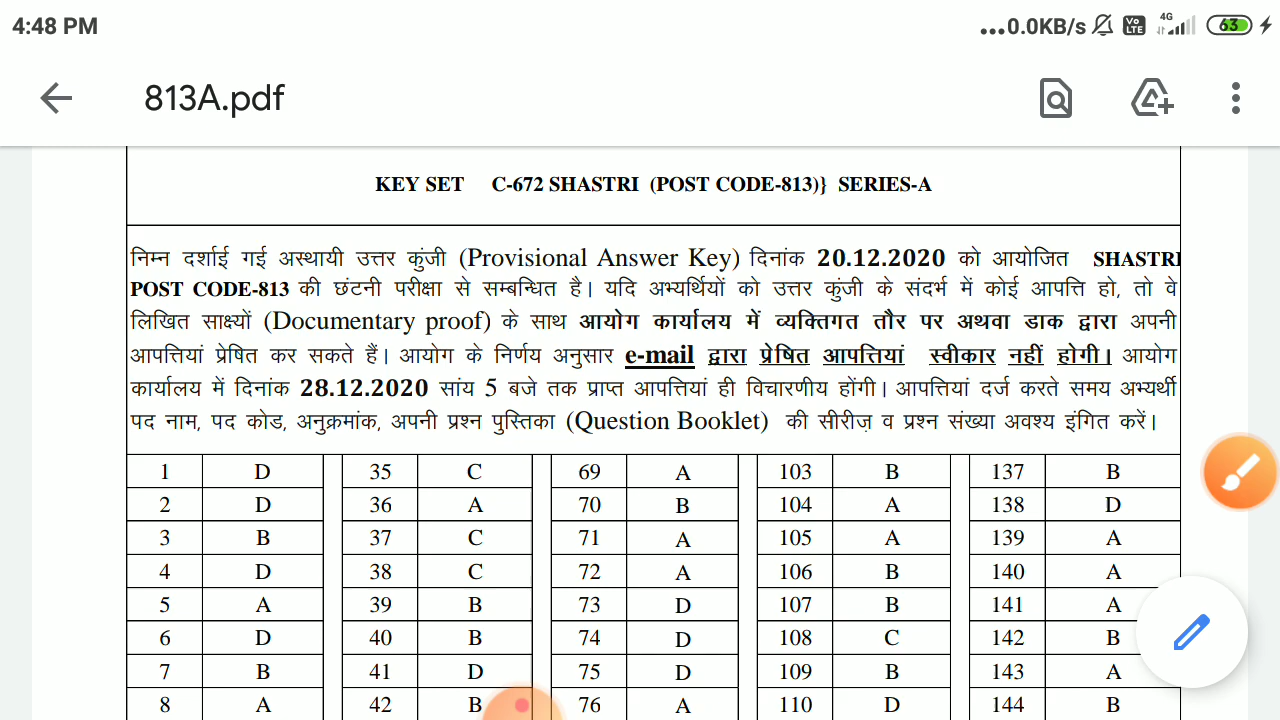 4:48 PM
...0.0KB/s Vo LTE 4G 63
813A.pdf
KEY SET C-672 SHASTRI (POST CODE-813)} SERIES-A
निम्न दर्शाई गई अस्थायी उत्तर कुंजी (Provisional Answer Key) दिनांक 20.12.2020 को आयोजित SHASTRI
POST CODE-813 की छंटनी परीक्षा से सम्बन्धित है। यदि अभ्यर्थियों को उत्तर कुंजी के संदर्भ में कोई आपत्ति हो, तो वे
लिखित साक्ष्यों (Documentary proof) के साथ आयोग कार्यालय में व्यक्तिगत तौर पर अथवा डाक द्वारा अपनी
आपत्तियां प्रेषित कर सकते हैं। आयोग के निर्णय अनुसार e-mail द्वारा प्रेषित आपत्तियां स्वीकार नहीं होगी। आयोग
कार्यालय में दिनांक 28.12.2020 सांय 5 बजे तक प्राप्त आपत्तियां ही विचारणीय होंगी। आपत्तियां दर्ज करते समय अभ्यर्थी
पद नाम, पद कोड, अनुक्रमांक, अपनी प्रश्न पुस्तिका (Question Booklet) की सीरीज़ व प्रश्न संख्या अवश्य इंगित करें।
1 D 35 C 69 A 103 B 137 B
2 D 36 A 70 B 104 A 138 D
3 B 37 C 71 A 105 A 139 A
4 D 38 C 72 A 106 B 140 A
5 A 39 B 73 D 107 B 141 A
6 D 40 B 74 D 108 C 142 B
7 B 41 D 75 D 109 B 143 A
8 A 42 B 76 A 110 D 144 B